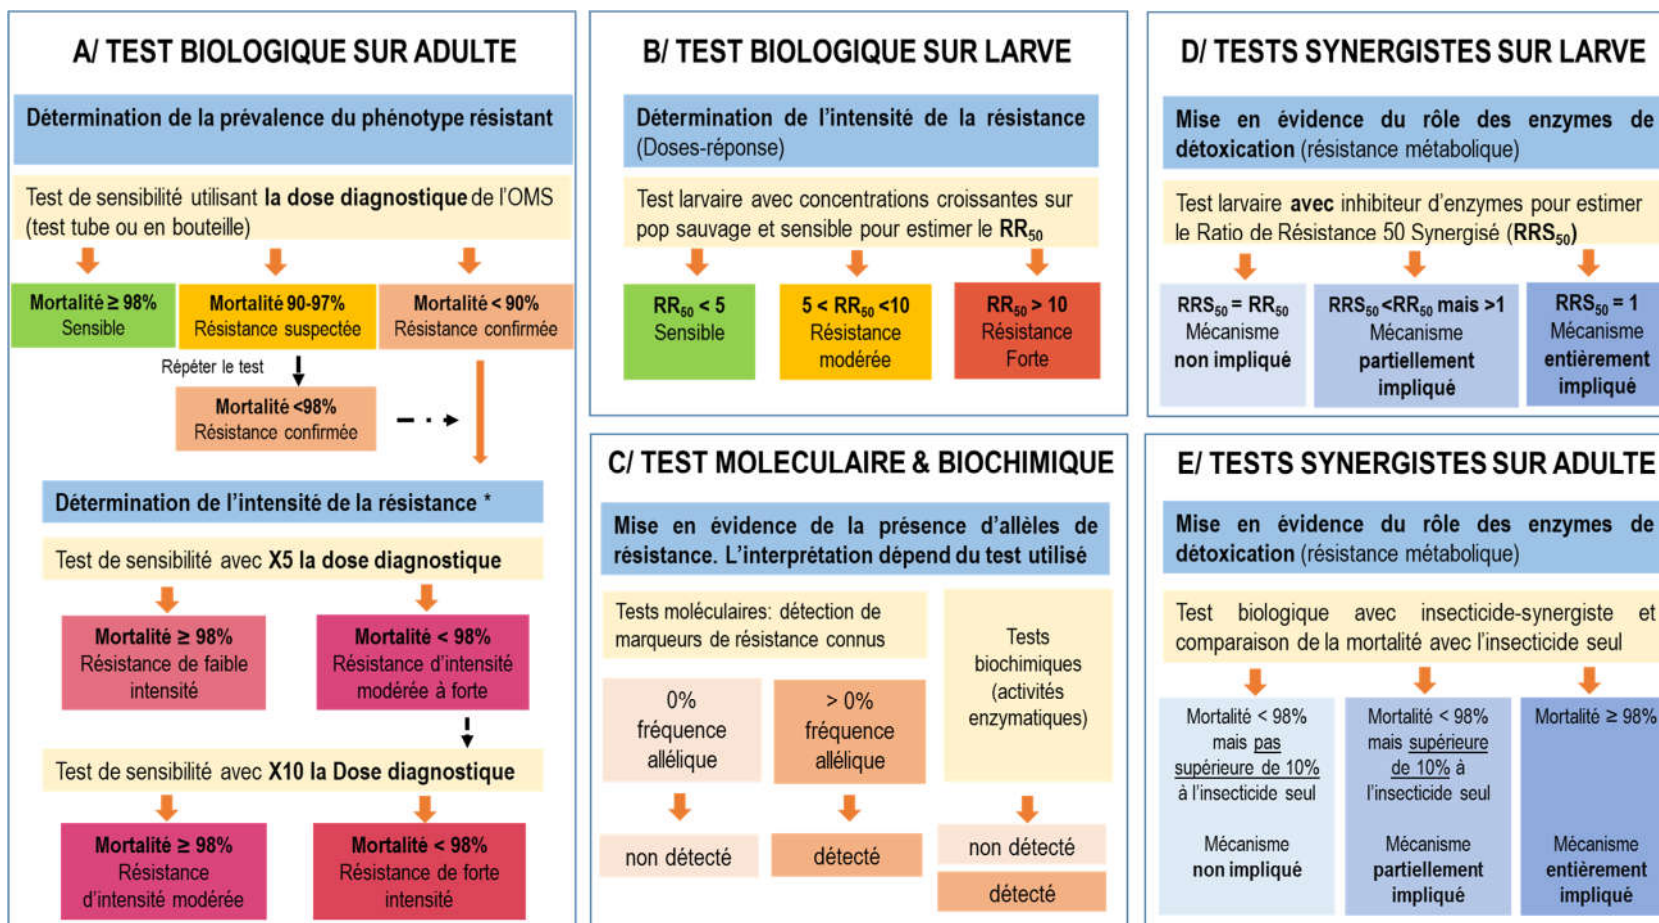 A/ TEST BIOLOGIQUE SUR ADULTE
Détermination de la prévalence du phénotype résistant
Test de sensibilité utilisant la dose diagnostique de l'OMS
(test tube ou en bouteille)
Mortalité ≥ 98%
Sensible
Mortalité 90-97%
Résistance suspectée
Mortalité < 90%
Résistance confirmée
Répéter le test
Mortalité <98%
Résistance confirmée
Détermination de l'intensité de la résistance *
Test de sensibilité avec X5 la dose diagnostique
Mortalité ≥ 98%
Résistance de faible
intensité
Mortalité < 98%
Résistance d'intensité
modérée à forte
Test de sensibilité avec X10 la Dose diagnostique
Mortalité ≥ 98%
Résistance
d'intensité modérée
Mortalité < 98%
Résistance de forte
intensité
B/ TEST BIOLOGIQUE SUR LARVE
Détermination de l'intensité de la résistance
(Doses-réponse)
Test larvaire avec concentrations croissantes sur
pop sauvage et sensible pour estimer le RR50
RR50 < 5
Sensible
5 < RR50 <10
Résistance
modérée
RR50 > 10
Résistance
Forte
C/ TEST MOLECULAIRE & BIOCHIMIQUE
Mise en évidence de la présence d'allèles de
résistance. L'interprétation dépend du test utilisé
Tests moléculaires: détection de
marqueurs de résistance connus
0%
fréquence
allélique
> 0%
fréquence
allélique
Tests
biochimiques
(activités
enzymatiques)
non détecté
détecté
non détecté
détecté
D/ TESTS SYNERGISTES SUR LARVE
Mise en évidence du rôle des enzymes de
détoxication (résistance métabolique)
Test larvaire avec inhibiteur d'enzymes pour estimer
le Ratio de Résistance 50 Synergisé (RRS50)
RRS50 = RR50
Mécanisme
non impliqué
RRS50 <RR50 mais >1
Mécanisme
partiellement
impliqué
RRS50 = 1
Mécanisme
entièrement
impliqué
E/ TESTS SYNERGISTES SUR ADULTE
Mise en évidence du rôle des enzymes de
détoxication (résistance métabolique)
Test biologique avec insecticide-synergiste et
comparaison de la mortalité avec l'insecticide seul
Mortalité < 98%
mais pas
supérieure de 10%
à l'insecticide seul
Mécanisme
non impliqué
Mortalité < 98%
mais supérieure
de 10% à
l'insecticide seul
Mécanisme
partiellement
impliqué
Mortalité ≥ 98%
Mécanisme
entièrement
impliqué